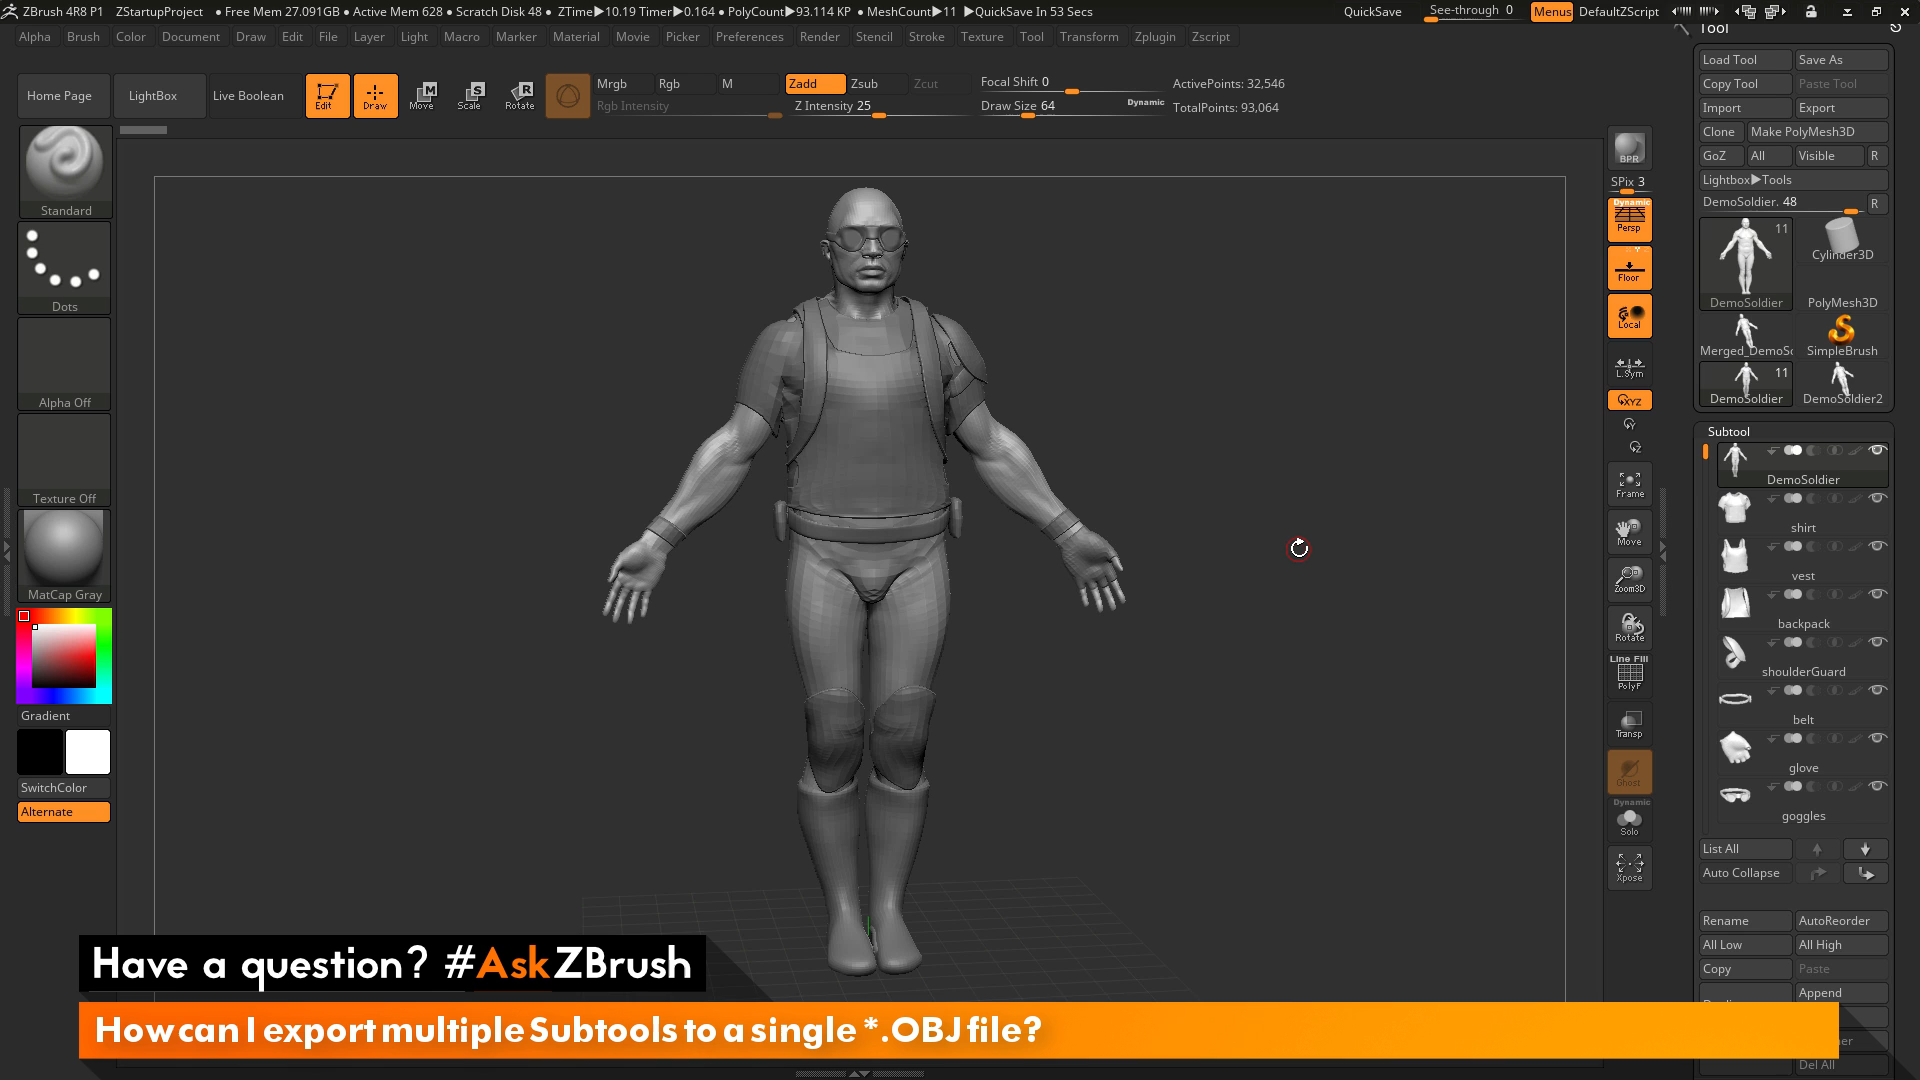 ZBrush 4R8 P1 ZStartupProject ● Free Mem 27.091GB ● Active Mem 628 ● Scratch Disk 48 ● ZTime▶10.19 Timer▶0.164 ● PolyCount▶93.114 KP ● MeshCount▶11 ▶QuickSave In 53 Secs QuickSave See-through 0 Menus DefaultZScript
Alpha Brush Color Document Draw Edit File Layer Light Macro Marker Material Movie Picker Preferences Render Stencil Stroke Texture Tool Transform Zplugin Zscript
Home Page LightBox Live Boolean Edit Draw Move Scale Rotate
Mrgb Rgb M Zadd Zsub Zcut Focal Shift 0 ActivePoints: 32,546
Rgb Intensity Z Intensity 25 Draw Size 64 Dynamic TotalPoints: 93,064
Standard
Dots
Alpha Off
Texture Off
MatCap Gray
Gradient
SwitchColor
Alternate
BPR
SPix 3
Dynamic
Persp
Floor
Local
L.Sym
XYZ
Frame
Move
Zoom3D
Rotate
Line Fill
PolyF
Transp
Ghost
Dynamic
Solo
Xpose
Tool
Load Tool Save As
Copy Tool Paste Tool
Import Export
Clone Make PolyMesh3D
GoZ All Visible R
Lightbox▶Tools
DemoSoldier. 48 R
11
Cylinder3D
DemoSoldier PolyMesh3D
Merged_DemoSo SimpleBrush
11
DemoSoldier DemoSoldier2
Subtool
DemoSoldier
shirt
vest
backpack
shoulderGuard
belt
glove
goggles
List All
Auto Collapse
Rename AutoReorder
All Low All High
Copy Paste
Append
Del All
Have a question? #AskZBrush
How can I export multiple Subtools to a single *.OBJ file?